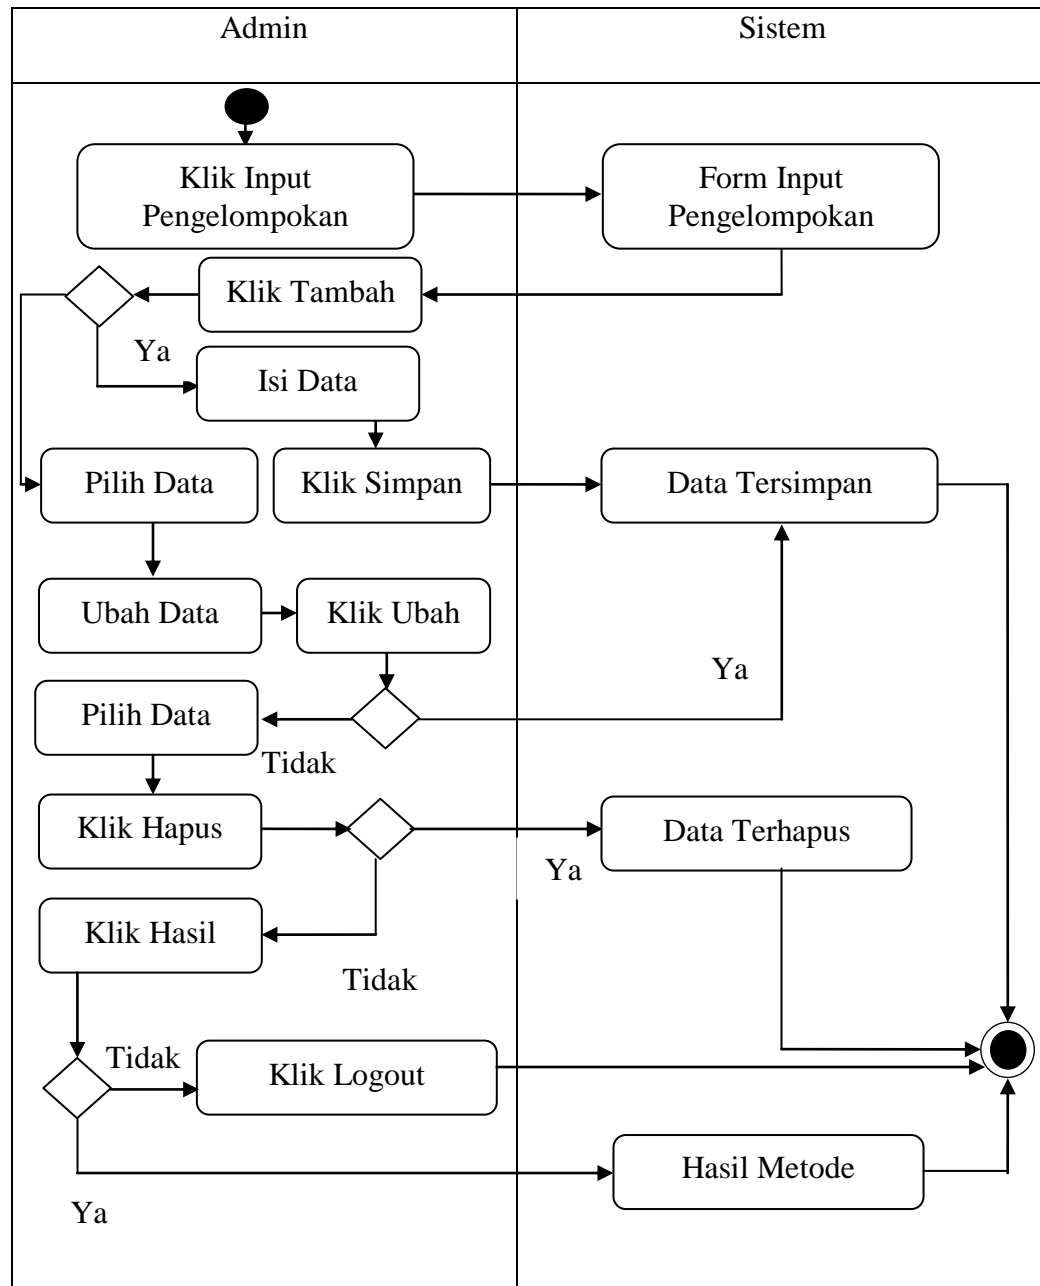 Admin
Sistem
Klik Input
Pengelompokan
Form Input
Pengelompokan
Klik Tambah
Ya
Isi Data
Pilih Data
Klik Simpan
Data Tersimpan
Ubah Data
Klik Ubah
Ya
Pilih Data
Tidak
Klik Hapus
Data Terhapus
Ya
Klik Hasil
Tidak
Tidak
Klik Logout
Hasil Metode
Ya